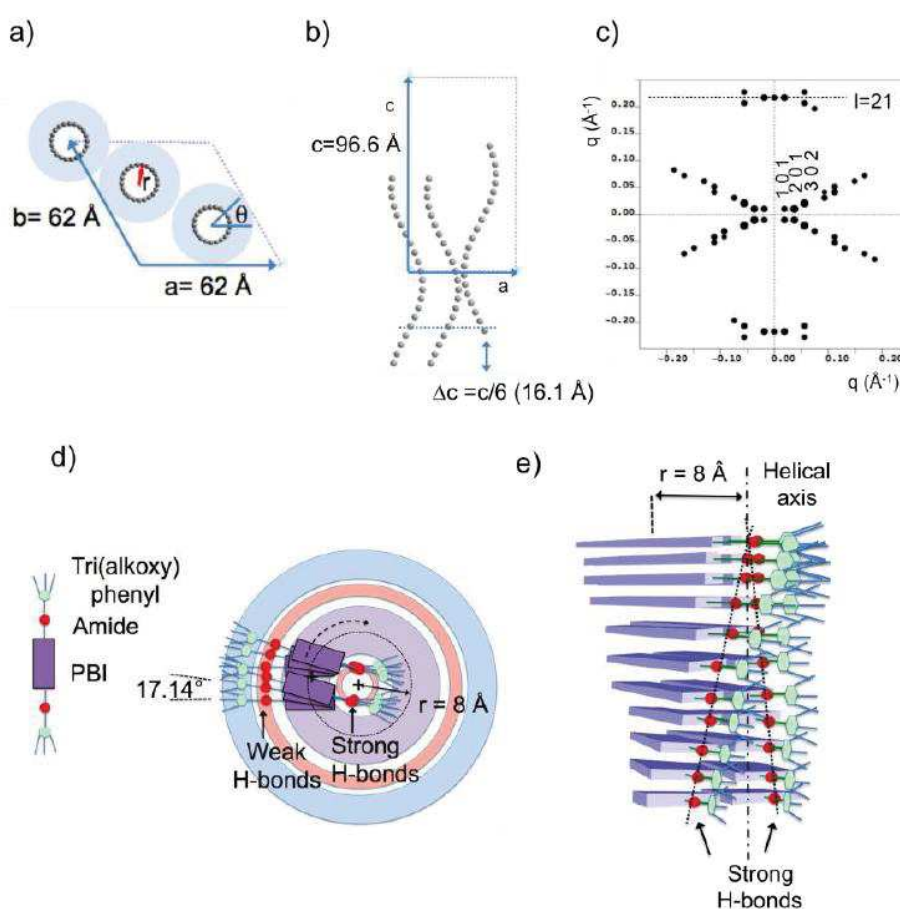 a)
r
θ
b= 62 Å
a= 62 Å
b)
c
c=96.6 Å
a
Δc =c/6 (16.1 Å)
c)
q (Å⁻¹)
0.20
0.10
0.05
0.00
-0.05
-0.10
-0.20
l=21
1 0 1
2 0 1
3 0 2
-0.20
-0.10
0.00
0.10
0.20
q (Å⁻¹)
d)
Tri(alkoxy)
phenyl
Amide
PBI
17.14°
Weak
H-bonds
Strong
H-bonds
r = 8 Å
e)
r = 8 Å
Helical
axis
Strong
H-bonds